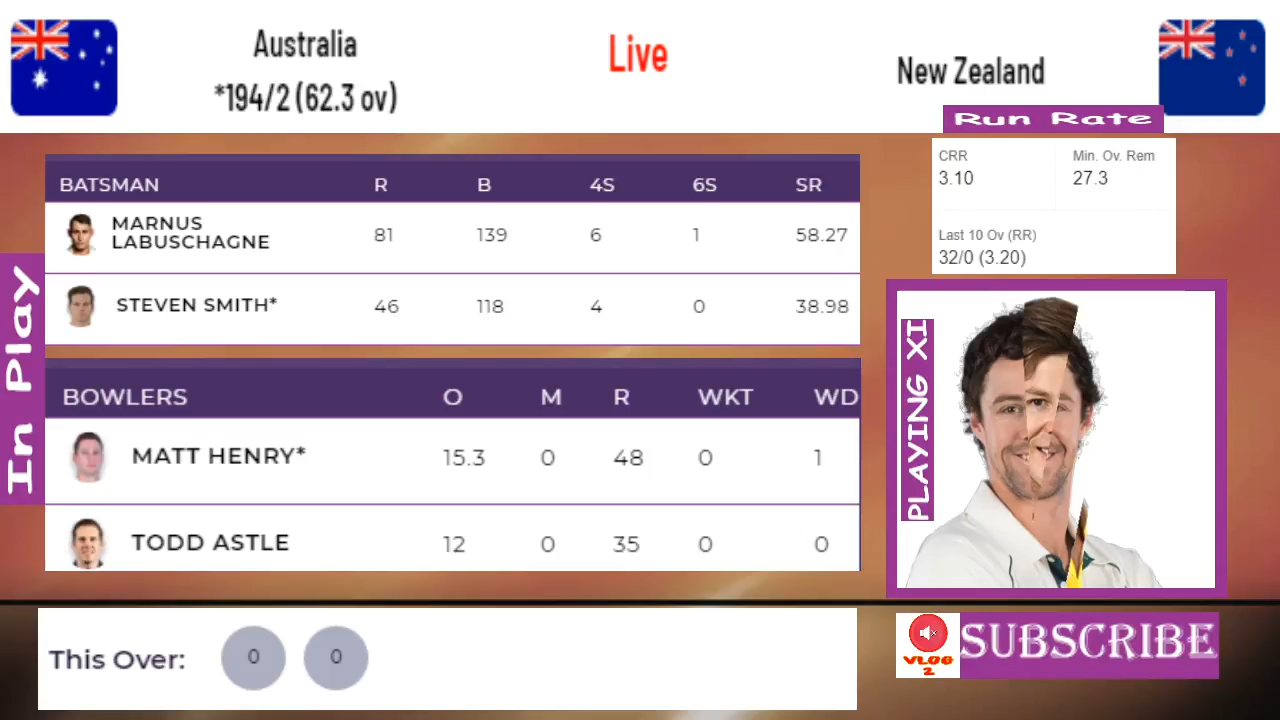 Australia
*194/2 (62.3 ov)
Live
New Zealand
Run Rate
CRR
3.10
Min. Ov. Rem
27.3
Last 10 Ov (RR)
32/0 (3.20)
In Play
BATSMAN R B 4S 6S SR
MARNUS
LABUSCHAGNE 81 139 6 1 58.27
STEVEN SMITH* 46 118 4 0 38.98
BOWLERS O M R WKT WD
MATT HENRY* 15.3 0 48 0 1
TODD ASTLE 12 0 35 0 0
PLAYING XI
This Over: 0 0
VLOG
2
SUBSCRIBE